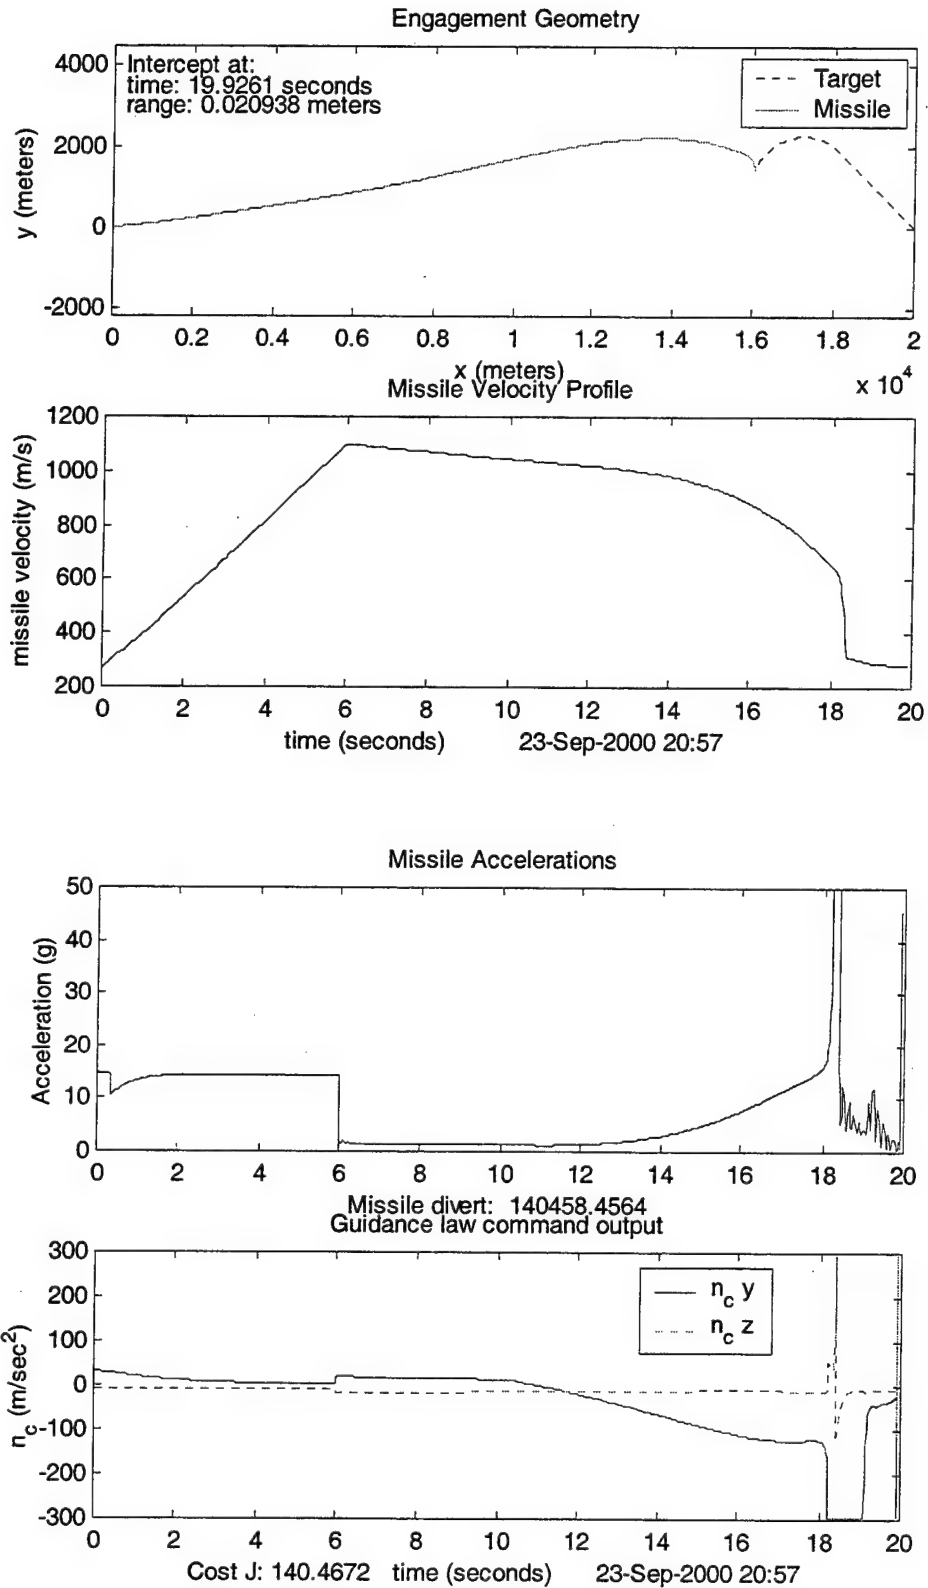 Engagement Geometry
4000
2000
0
-2000
y (meters)
Intercept at:
time: 19.9261 seconds
range: 0.020938 meters
Target
Missile
0 0.2 0.4 0.6 0.8 1 1.2 1.4 1.6 1.8 2
x (meters)
x 10^4
Missile Velocity Profile
1200
1000
800
600
400
200
missile velocity (m/s)
0 2 4 6 8 10 12 14 16 18 20
time (seconds) 23-Sep-2000 20:57
Missile Accelerations
50
40
30
20
10
0
Acceleration (g)
0 2 4 6 8 10 12 14 16 18 20
Missile divert: 140458.4564
Guidance law command output
300
200
100
0
-100
-200
-300
n_c (m/sec^2)
n_c y
n_c z
0 2 4 6 8 10 12 14 16 18 20
Cost J: 140.4672 time (seconds) 23-Sep-2000 20:57